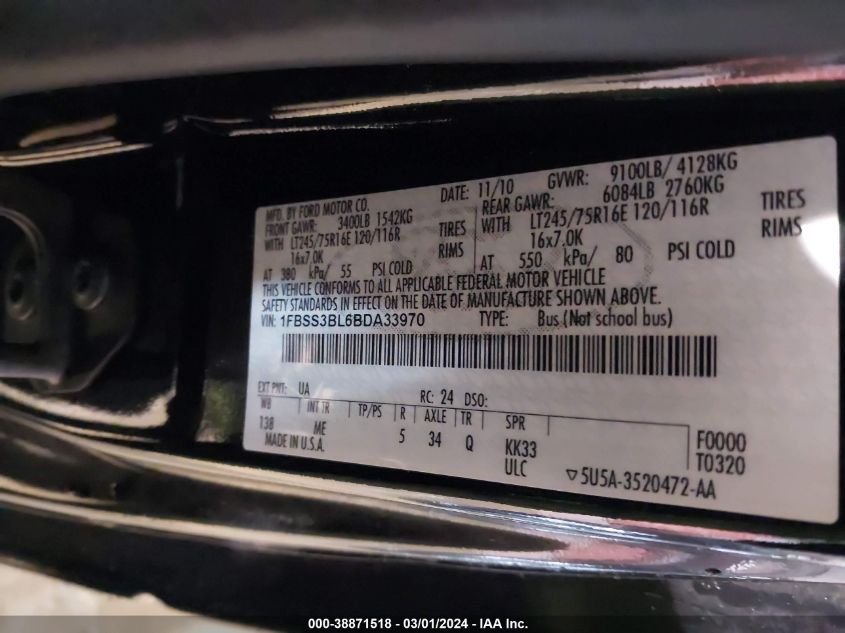 MFD. BY FORD MOTOR CO.
DATE: 11/10 GVWR: 9100LB/ 4128KG
FRONT GAWR: 3400LB 1542KG
REAR GAWR: 6084LB 2760KG
WITH LT245/75R16E 120/116R TIRES
WITH LT245/75R16E 120/116R TIRES
16x7.0K RIMS
16x7.0K RIMS
AT 380 kPa/ 55 PSI COLD
AT 550 kPa/ 80 PSI COLD
THIS VEHICLE CONFORMS TO ALL APPLICABLE FEDERAL MOTOR VEHICLE
SAFETY STANDARDS IN EFFECT ON THE DATE OF MANUFACTURE SHOWN ABOVE.
VIN: 1FBSS3BL6BDA33970 TYPE: Bus (Not school bus)
EXT PNT: UA RC: 24 DSO:
WB INT TR TP/PS R AXLE TR SPR
138 ME 5 34 Q KK33 F0000
MADE IN U.S.A. ULC T0320
▽5U5A-3520472-AA
000-38871518 — 03/01/2024 — IAA Inc.